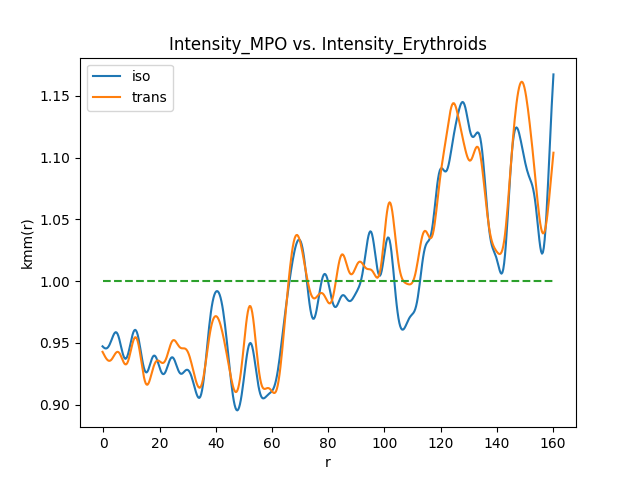 Intensity_MPO vs. Intensity_Erythroids
iso
trans
1.15
1.10
1.05
1.00
0.95
0.90
kmm(r)
0 20 40 60 80 100 120 140 160
r